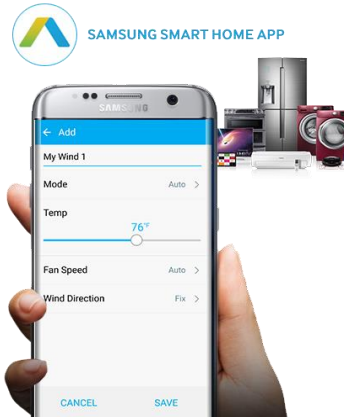 SAMSUNG SMART HOME APP
SAMSUNG
← Add
My Wind 1
Mode Auto >
Temp
76°F
Fan Speed Auto >
Wind Direction Fix >
CANCEL SAVE